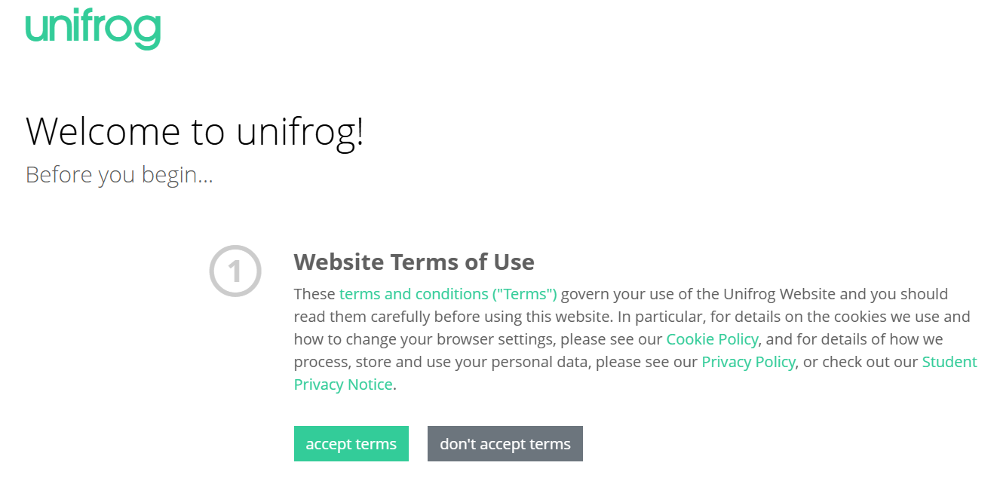 unifrog
Welcome to unifrog!
Before you begin...
1
Website Terms of Use
These terms and conditions ("Terms") govern your use of the Unifrog Website and you should
read them carefully before using this website. In particular, for details on the cookies we use and
how to change your browser settings, please see our Cookie Policy, and for details of how we
process, store and use your personal data, please see our Privacy Policy, or check out our Student
Privacy Notice.
accept terms
don't accept terms